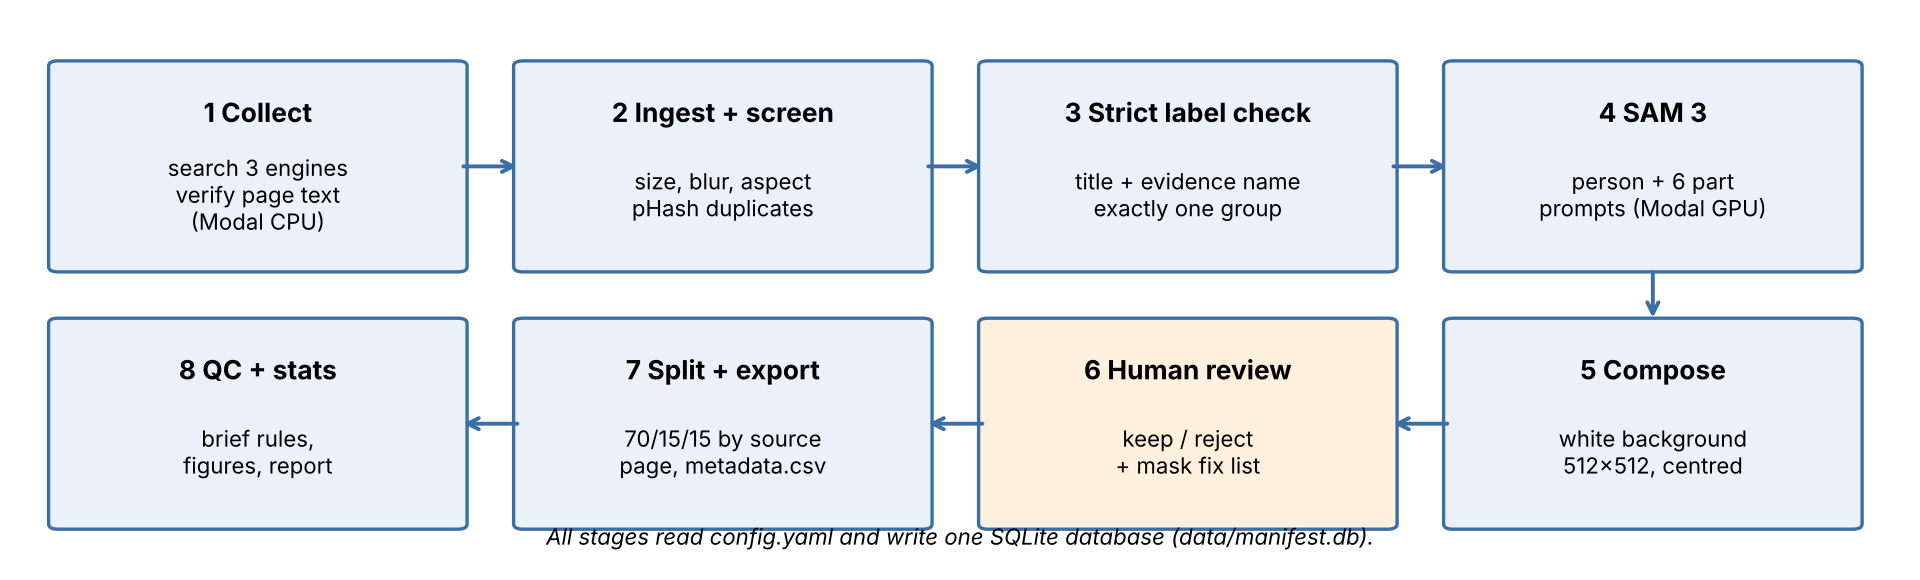 1 Collect
search 3 engines
verify page text
(Modal CPU)
2 Ingest + screen
size, blur, aspect
pHash duplicates
3 Strict label check
title + evidence name
exactly one group
4 SAM 3
person + 6 part
prompts (Modal GPU)
5 Compose
white background
512×512, centred
6 Human review
keep / reject
+ mask fix list
7 Split + export
70/15/15 by source
page, metadata.csv
8 QC + stats
brief rules,
figures, report
All stages read config.yaml and write one SQLite database (data/manifest.db).